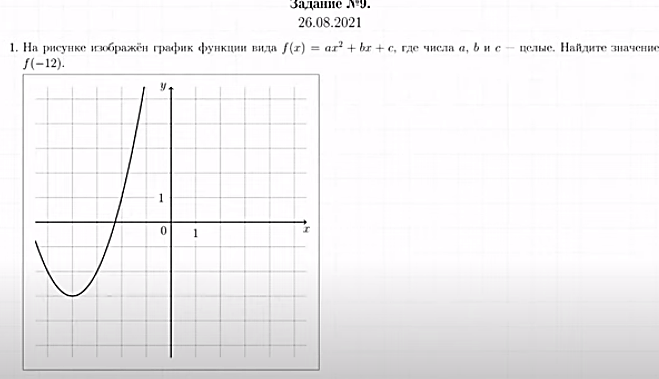 Задание №9.
26.08.2021
1. На рисунке изображён график функции вида f(x) = ax² + bx + c, где числа a, b и c — целые. Найдите значение
f(−12).
y
1
0 1 x